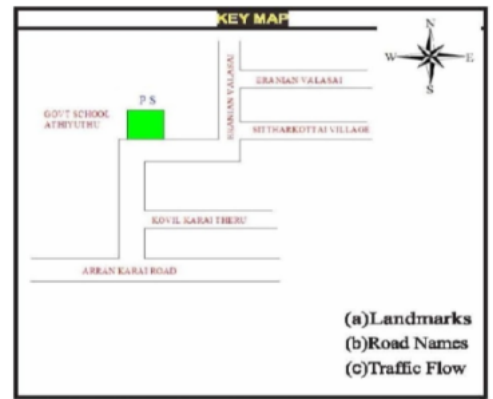 KEY MAP
N
W
E
S
ERANIAN VALASAI
P S
ERANIAN VALASAI
GOVT SCHOOL
ATHIYUTHU
SITHARKOTTAI VILLAGE
KOVIL KARAI THERU
ARRAN KARAI ROAD
(a)Landmarks
(b)Road Names
(c)Traffic Flow